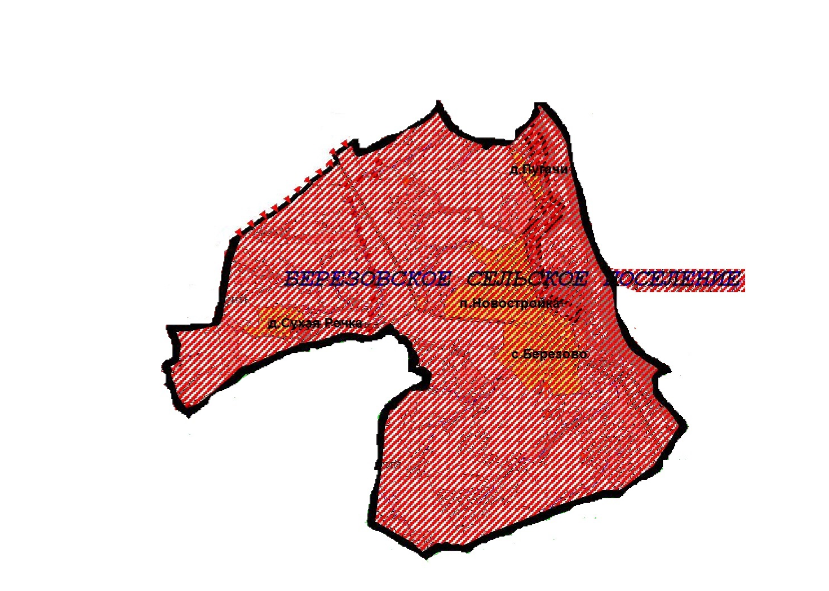 д.Пугачи
БЕРЕЗОВСКОЕ СЕЛЬСКОЕ ПОСЕЛЕНИЕ
п.Новостройка
д.Сухая Речка
с.Березово